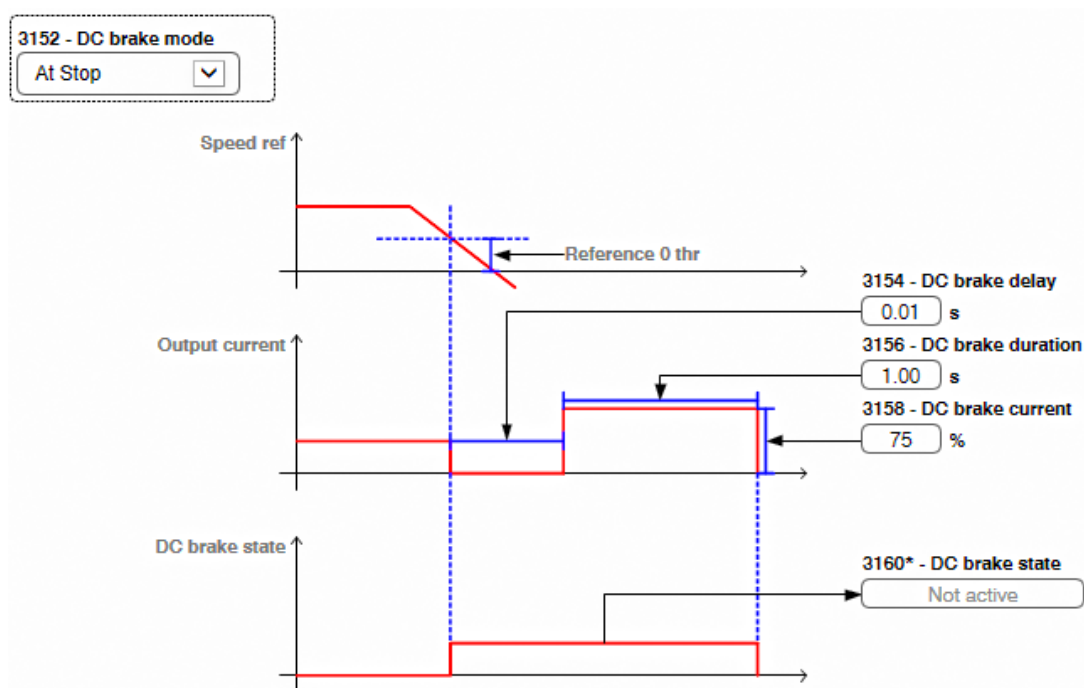 3152 - DC brake mode
At Stop
Speed ref
Reference 0 thr
3154 - DC brake delay
0.01 s
Output current
3156 - DC brake duration
1.00 s
3158 - DC brake current
75 %
DC brake state
3160* - DC brake state
Not active